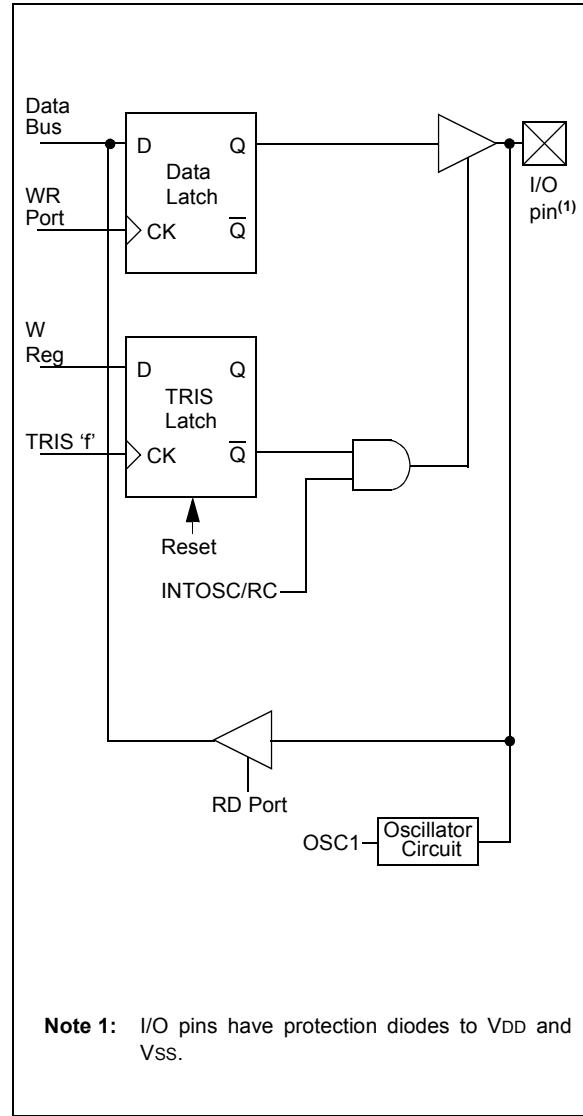 Data
Bus
D
Q
Data
Latch
WR
Port
CK
Q
I/O
pin(1)
W
Reg
D
Q
TRIS
Latch
TRIS 'f'
CK
Q
Reset
INTOSC/RC
RD Port
OSC1
Oscillator
Circuit
Note 1: I/O pins have protection diodes to VDD and
VSS.